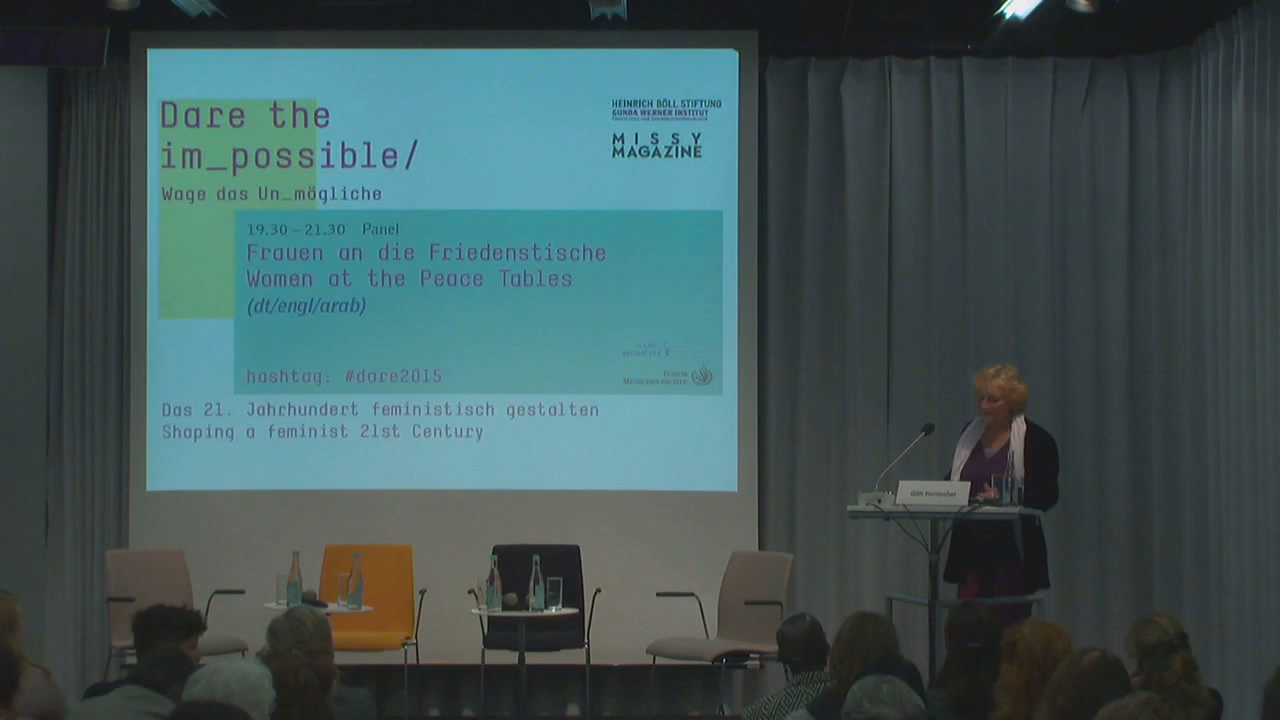 Dare the
im_possible/
Wage das Un_mögliche
HEINRICH BÖLL STIFTUNG
GUNDA WERNER INSTITUT
MISSY
MAGAZINE
19.30 – 21.30 Panel
Frauen an die Friedenstische
Women at the Peace Tables
(dt/engl/arab)
FORUM
MENSCHENRECHTE
hashtag: #dare2015
Das 21. Jahrhundert feministisch gestalten
Shaping a feminist 21st Century